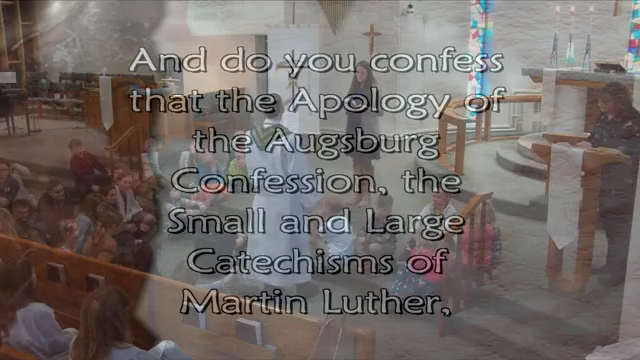 And do you confess
that the Apology of
the Augsburg
Confession, the
Small and Large
Catechisms of
Martin Luther,